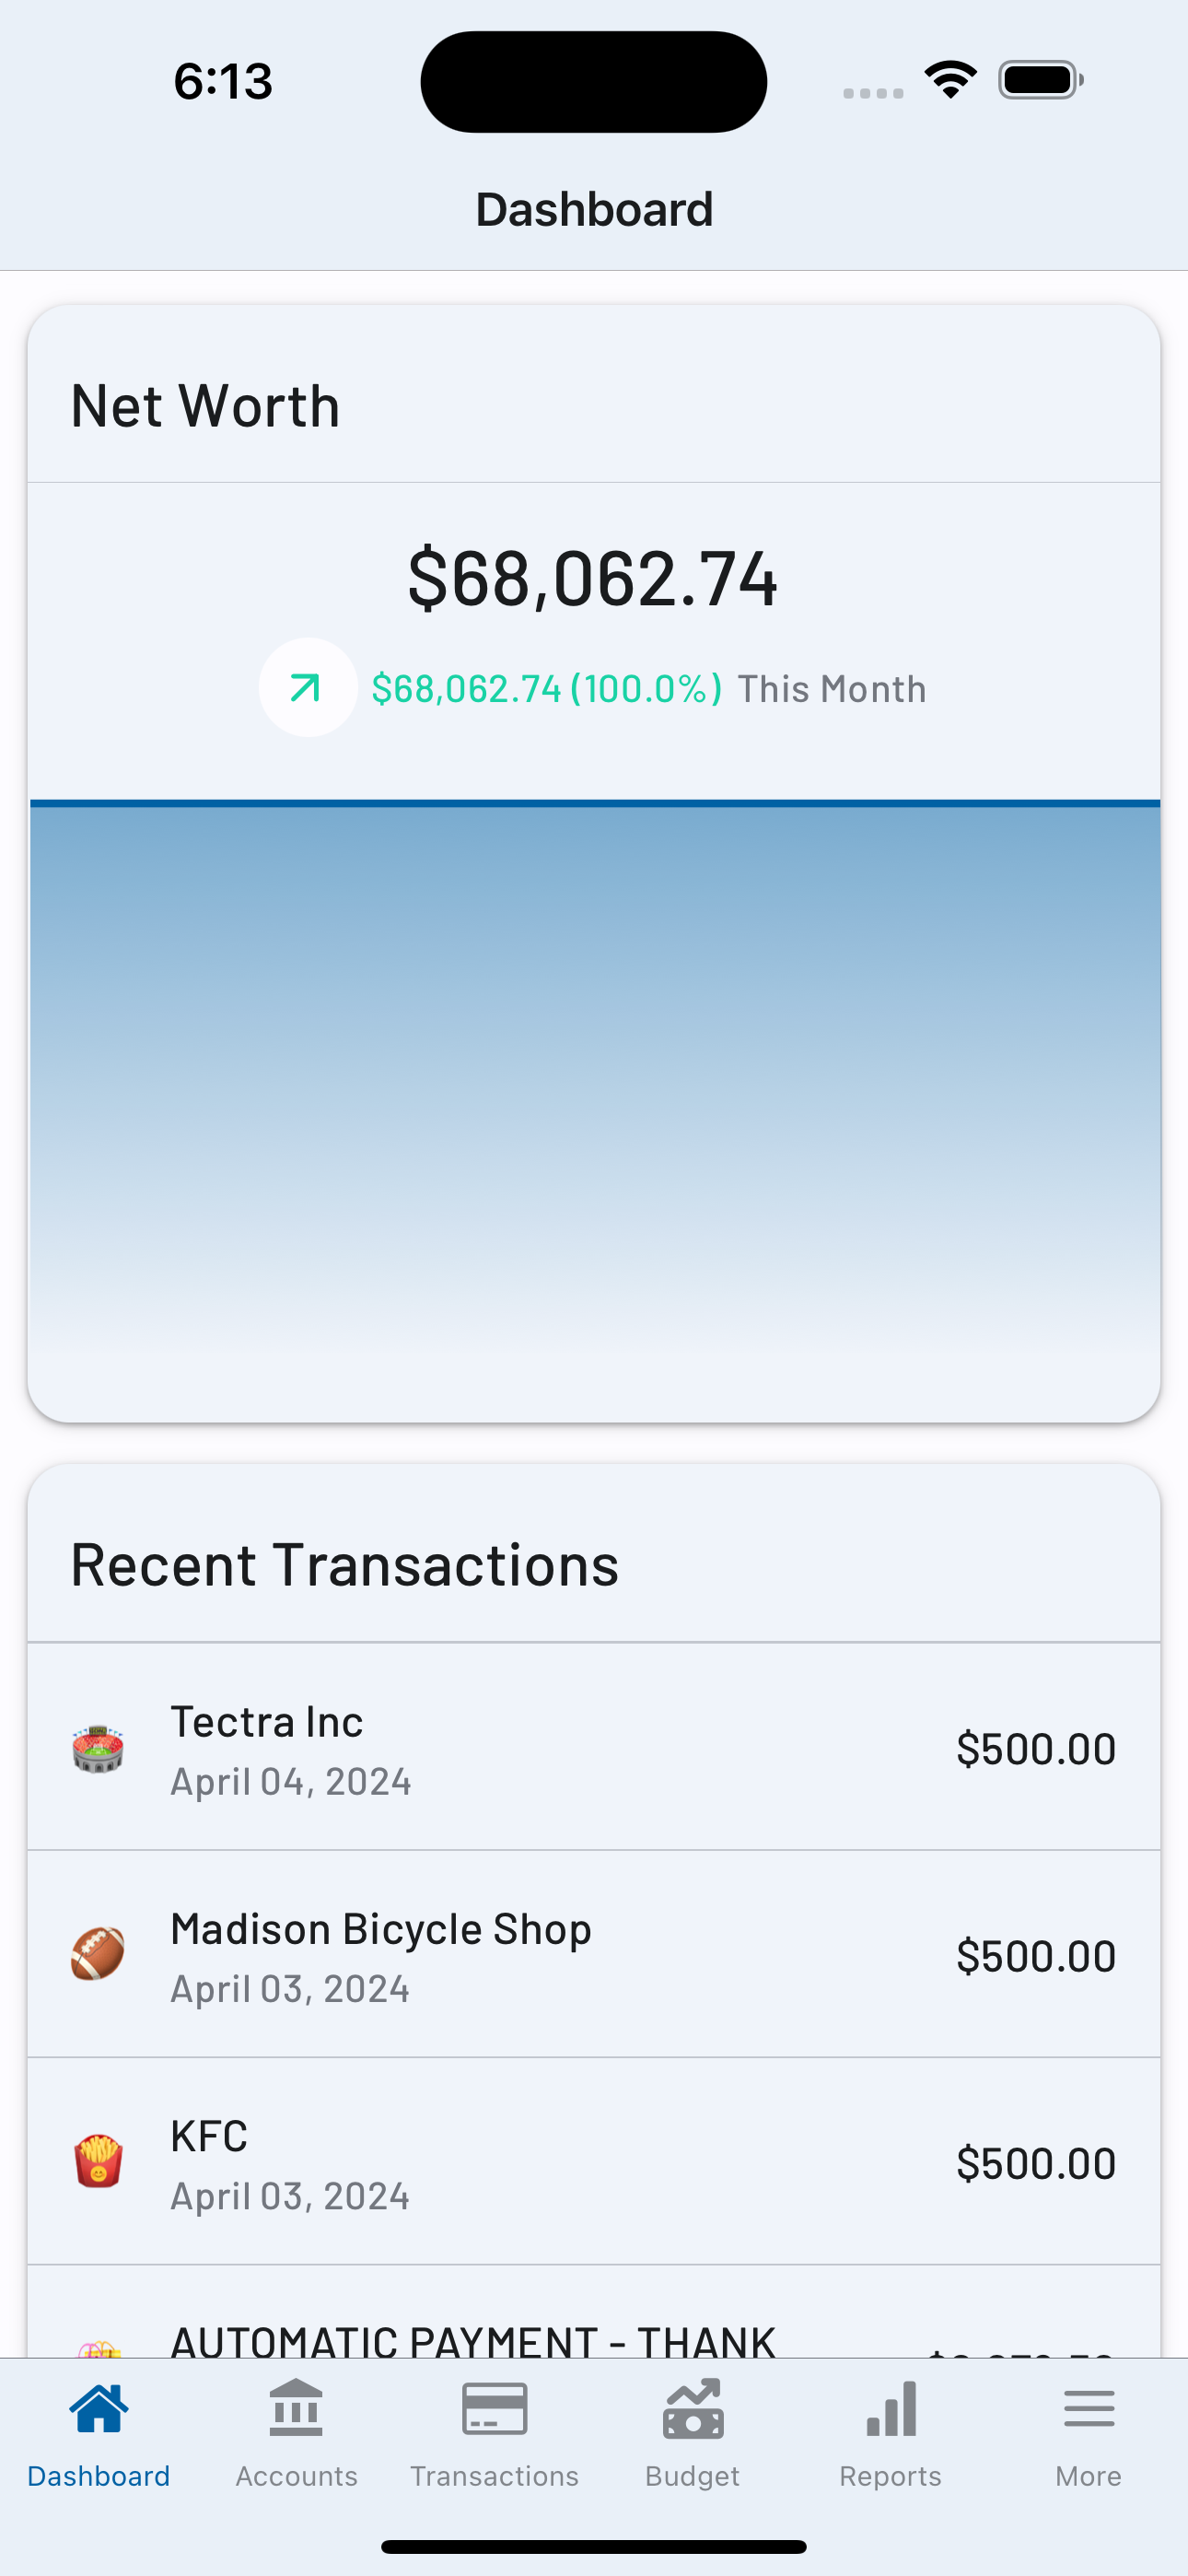 6:13
Dashboard
Net Worth
$68,062.74
$68,062.74 (100.0%) This Month
Recent Transactions
Tectra Inc
April 04, 2024
$500.00
Madison Bicycle Shop
April 03, 2024
$500.00
KFC
April 03, 2024
$500.00
AUTOMATIC PAYMENT - THANK
Dashboard Accounts Transactions Budget Reports More